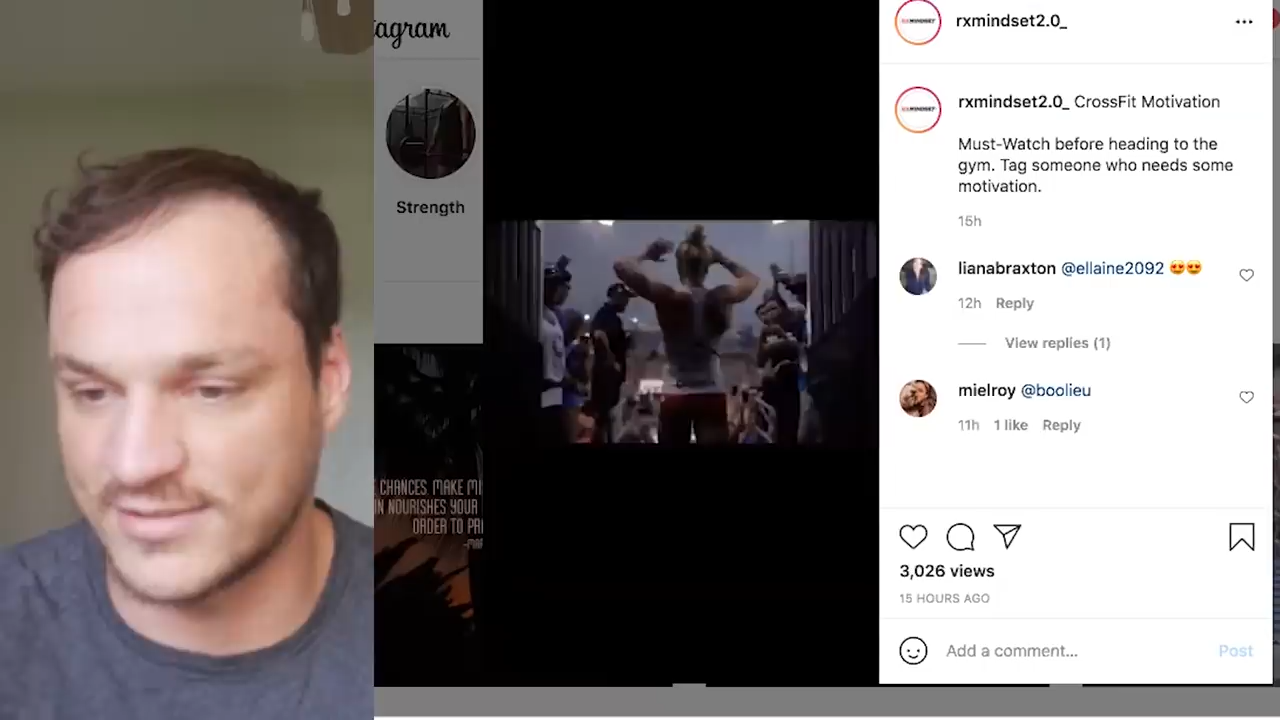 agram
Strength
CHANCES. MAKE MI
IN NOURISHES YOUR
ORDER TO
rxmindset2.0_
rxmindset2.0_ CrossFit Motivation
Must-Watch before heading to the
gym. Tag someone who needs some
motivation.
15h
lianabraxton @ellaine2092 😍😍
12h Reply
View replies (1)
mielroy @boolieu
11h 1 like Reply
3,026 views
15 HOURS AGO
Add a comment...
Post